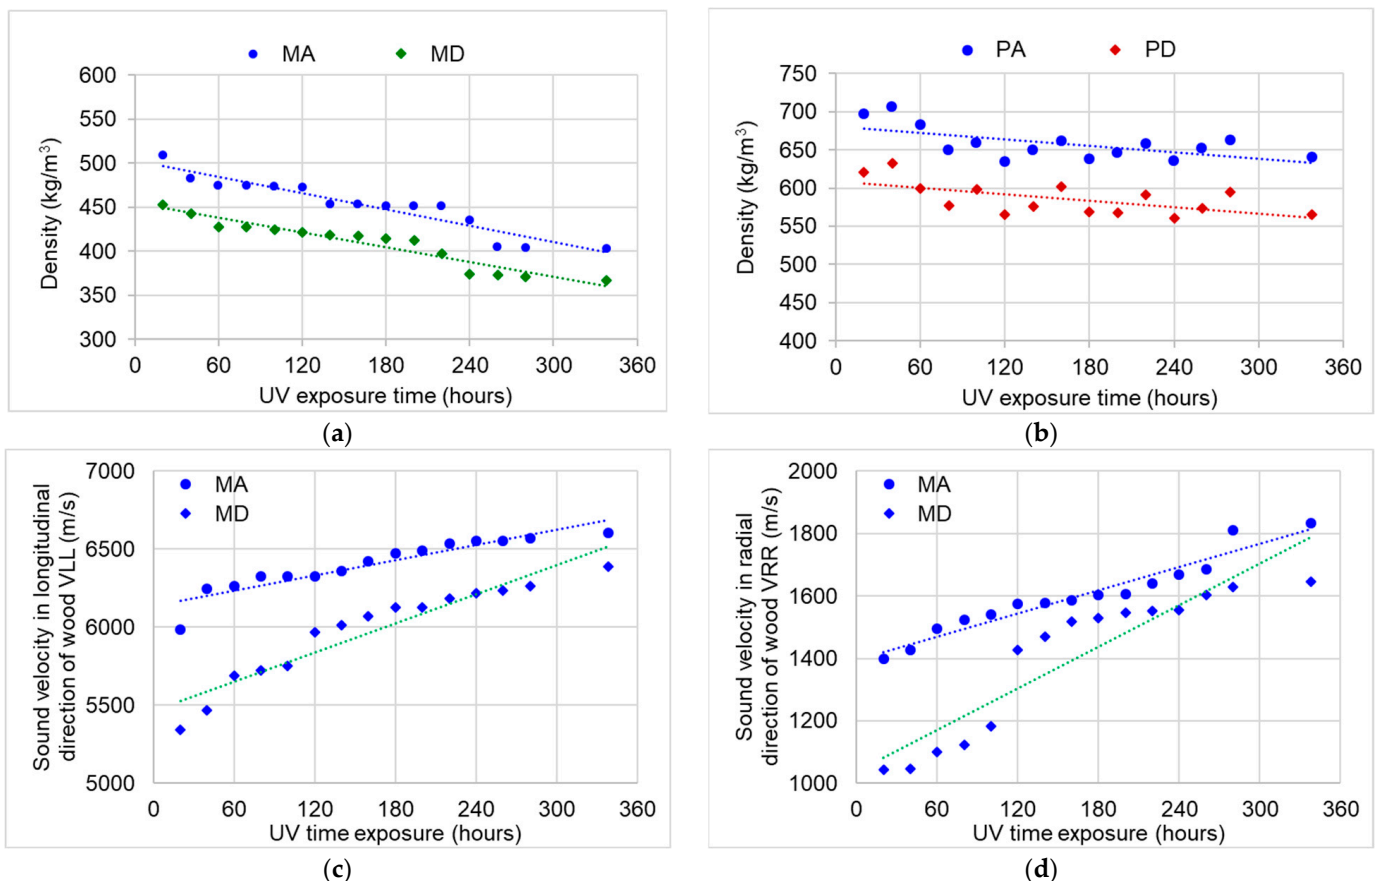 MA MD
600
550
500
450
400
350
300
Density (kg/m³)
0 60 120 180 240 300 360
UV exposure time (hours)
(a)
PA PD
750
700
650
600
550
500
450
400
Density (kg/m³)
0 60 120 180 240 300 360
UV exposure time (hours)
(b)
7000
6500
6000
5500
5000
Sound velocity in longitudinal
direction of wood VLL (m/s)
MA
MD
0 60 120 180 240 300 360
UV time exposure (hours)
(c)
2000
1800
1600
1400
1200
1000
Sound velocity in radial
direction of wood VRR (m/s)
MA
MD
0 60 120 180 240 300 360
UV time exposure (hours)
(d)